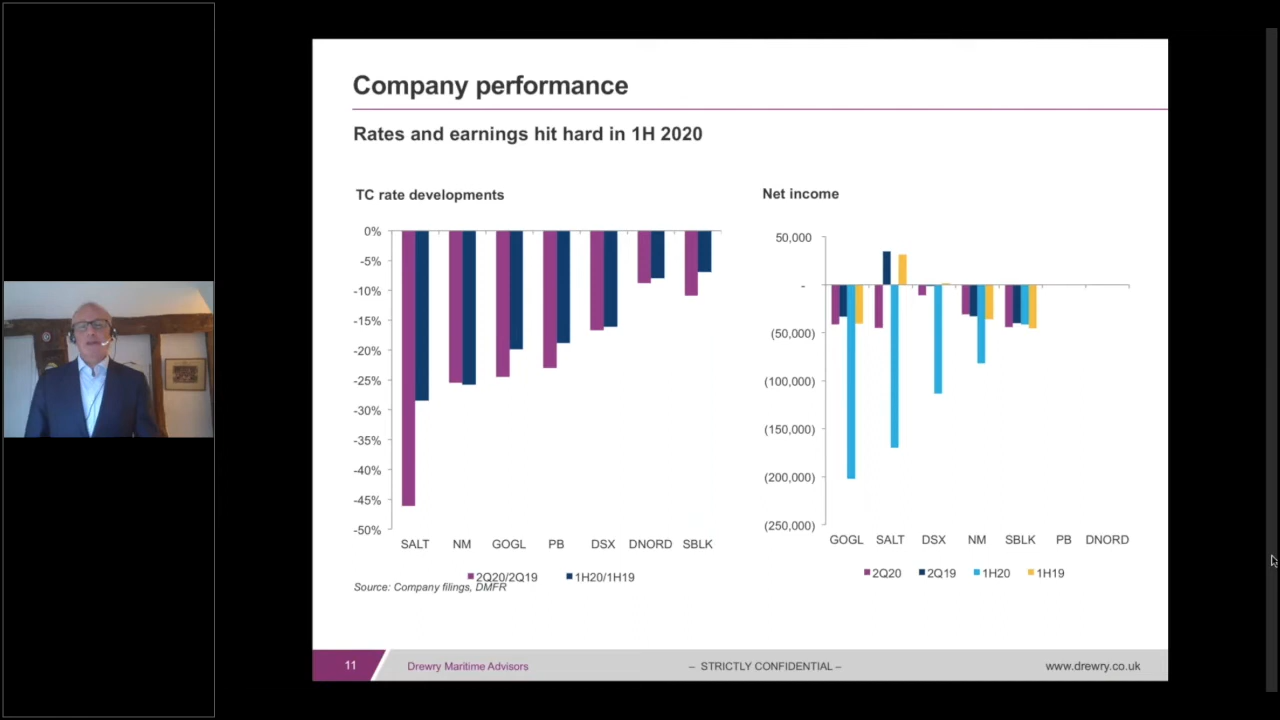 Company performance
Rates and earnings hit hard in 1H 2020
TC rate developments
0%
-5%
-10%
-15%
-20%
-25%
-30%
-35%
-40%
-45%
-50%
SALT NM GOGL PB DSX DNORD SBLK
2Q20/2Q19 1H20/1H19
Source: Company filings, DMFR
Net income
50,000
-
(50,000)
(100,000)
(150,000)
(200,000)
(250,000)
GOGL SALT DSX NM SBLK PB DNORD
2Q20 2Q19 1H20 1H19
11 Drewry Maritime Advisors – STRICTLY CONFIDENTIAL – www.drewry.co.uk